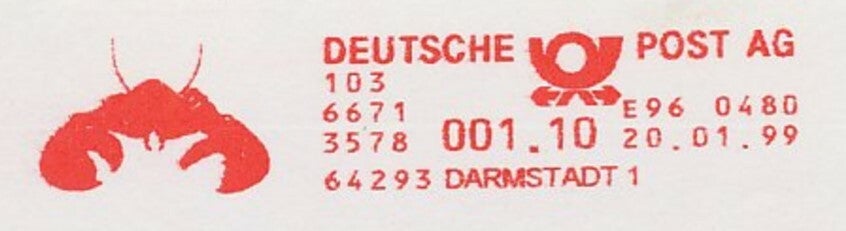 DEUTSCHE POST AG
103
6671 E96 0480
3578 001.10 20.01.99
64293 DARMSTADT 1